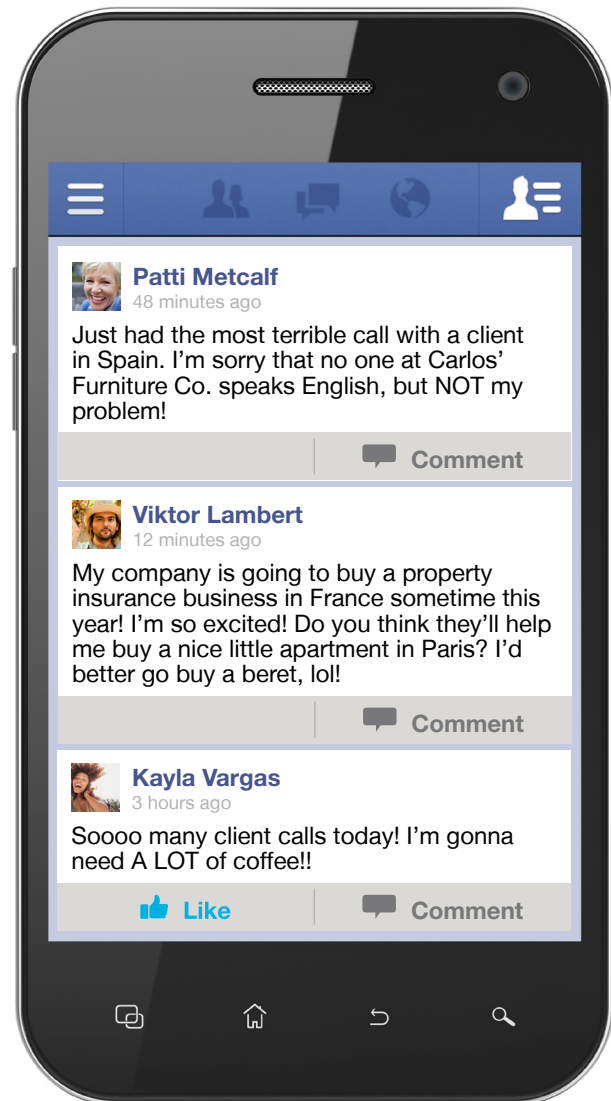 Patti Metcalf
48 minutes ago
Just had the most terrible call with a client
in Spain. I’m sorry that no one at Carlos’
Furniture Co. speaks English, but NOT my
problem!
Comment
Viktor Lambert
12 minutes ago
My company is going to buy a property
insurance business in France sometime this
year! I’m so excited! Do you think they’ll help
me buy a nice little apartment in Paris? I’d
better go buy a beret, lol!
Comment
Kayla Vargas
3 hours ago
Soooo many client calls today! I’m gonna
need A LOT of coffee!!
Like Comment